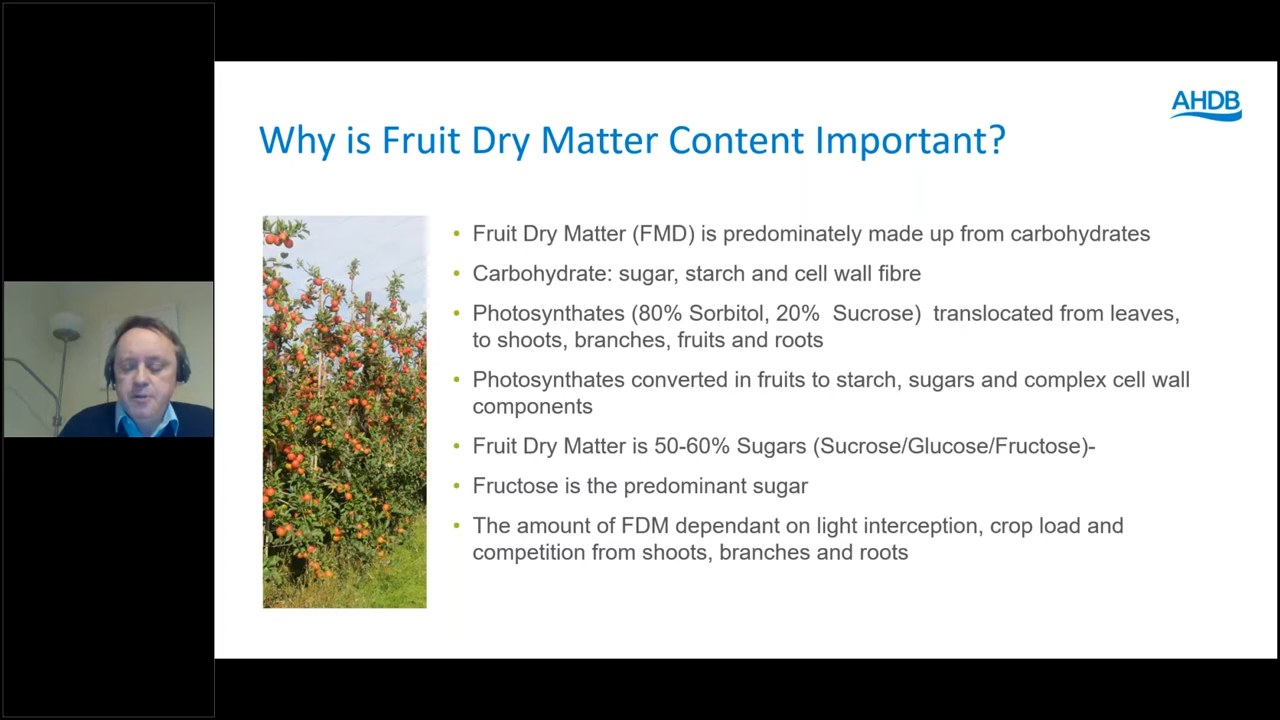 AHDB
Why is Fruit Dry Matter Content Important?
• Fruit Dry Matter (FMD) is predominately made up from carbohydrates
• Carbohydrate: sugar, starch and cell wall fibre
• Photosynthates (80% Sorbitol, 20%  Sucrose)  translocated from leaves,
to shoots, branches, fruits and roots
• Photosynthates converted in fruits to starch, sugars and complex cell wall
components
• Fruit Dry Matter is 50-60% Sugars (Sucrose/Glucose/Fructose)-
• Fructose is the predominant sugar
• The amount of FDM dependant on light interception, crop load and
competition from shoots, branches and roots